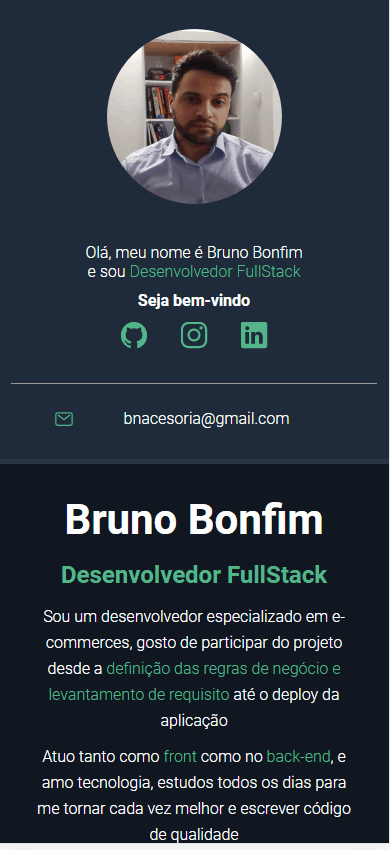 Olá, meu nome é Bruno Bonfim
e sou Desenvolvedor FullStack
Seja bem-vindo
in
bnacesoria@gmail.com
Bruno Bonfim
Desenvolvedor FullStack
Sou um desenvolvedor especializado em e-
commerces, gosto de participar do projeto
desde a definição das regras de negócio e
levantamento de requisito até o deploy da
aplicação
Atuo tanto como front como no back-end, e
amo tecnologia, estudos todos os dias para
me tornar cada vez melhor e escrever código
de qualidade